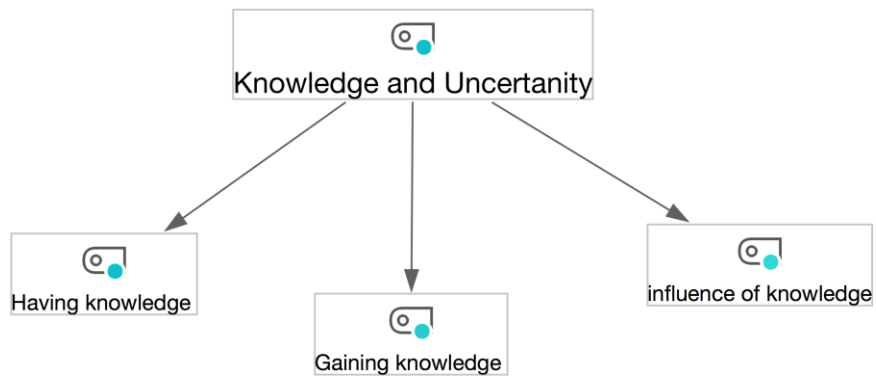 Knowledge and Uncertanity
Having knowledge
Gaining knowledge
influence of knowledge